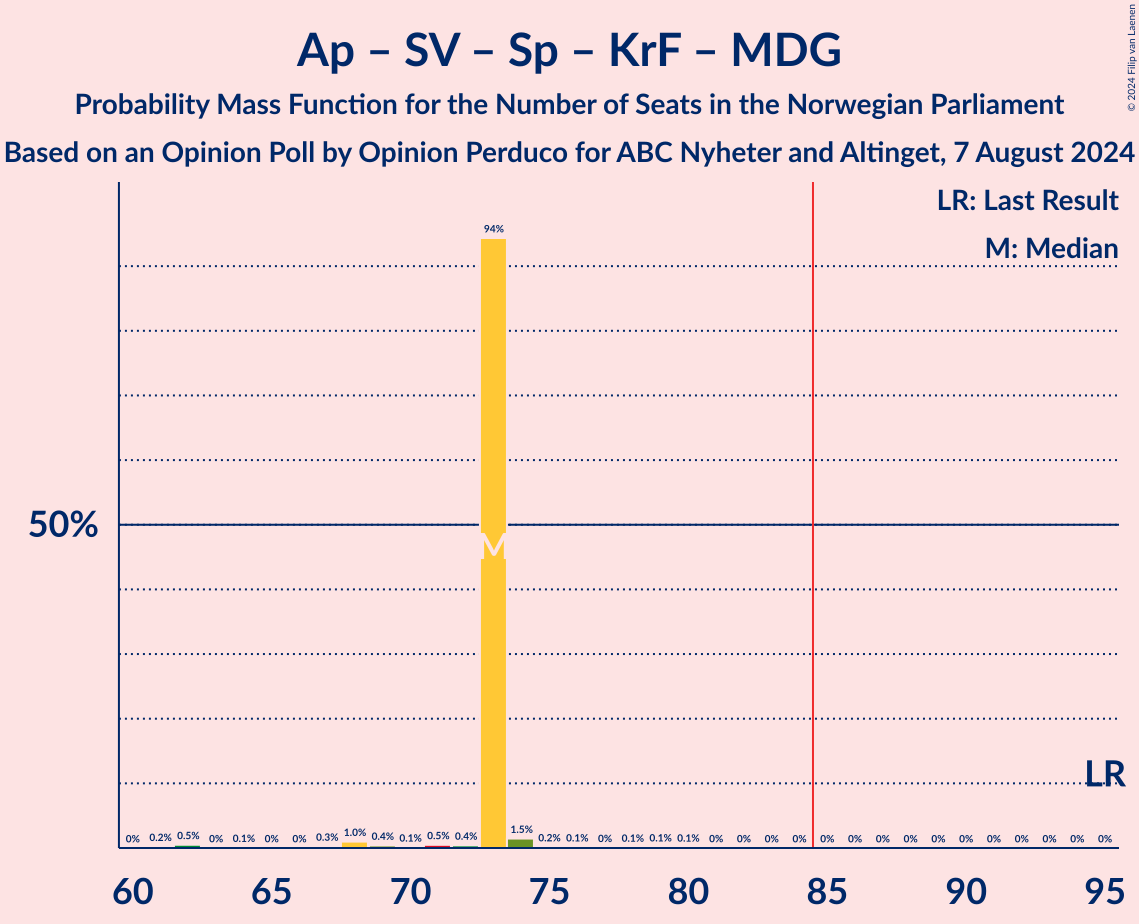 Ap – SV – Sp – KrF – MDG
Probability Mass Function for the Number of Seats in the Norwegian Parliament
Based on an Opinion Poll by Opinion Perduco for ABC Nyheter and Altinget, 7 August 2024
© 2024 Filip van Laenen
LR: Last Result
M: Median
94%
50%
M
LR
0% 0.2% 0.5% 0% 0.1% 0% 0% 0.3% 1.0% 0.4% 0.1% 0.5% 0.4% 1.5% 0.2% 0.1% 0% 0.1% 0.1% 0.1% 0% 0% 0% 0% 0% 0% 0% 0% 0% 0% 0% 0% 0% 0% 0%
60 65 70 75 80 85 90 95